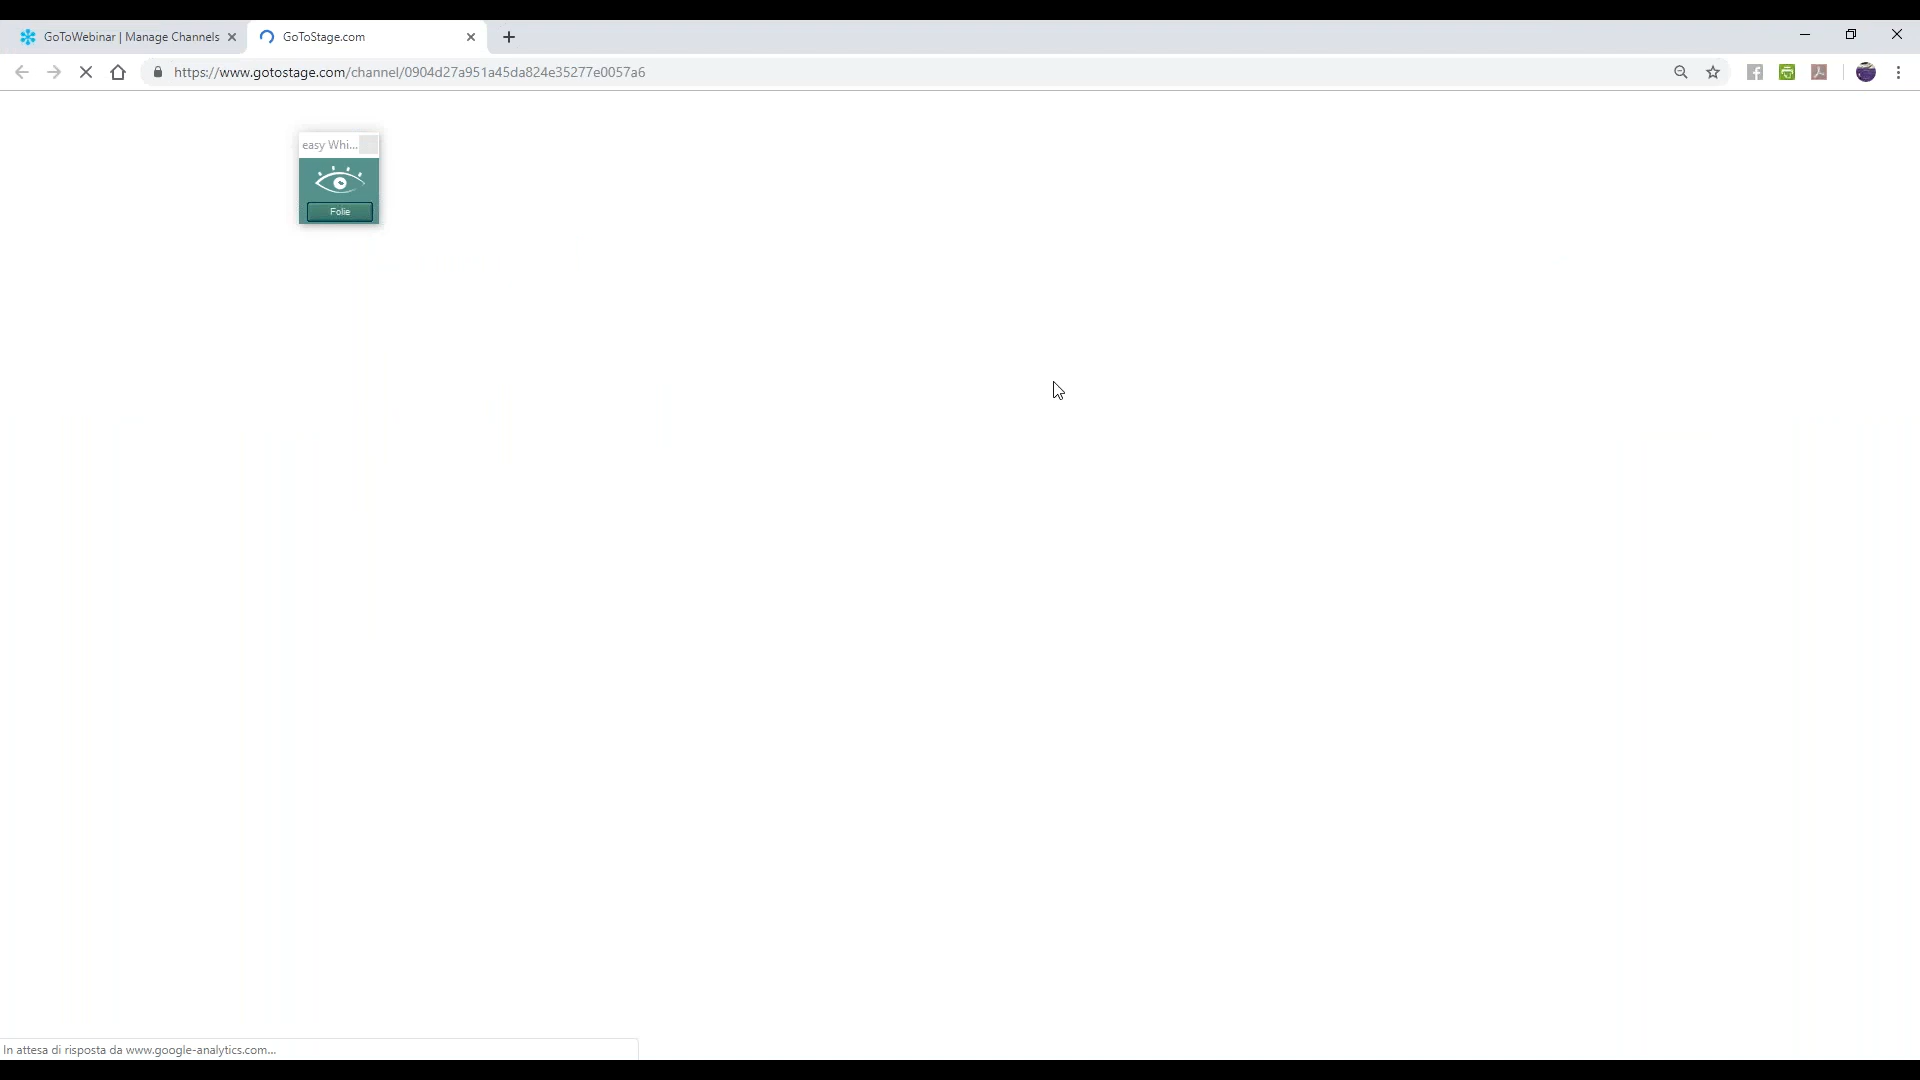 GoToWebinar | Manage Channels
GoToStage.com
https://www.gotostage.com/channel/0904d27a951a45da824e35277e0057a6
easy Whi...
Folie
In attesa di risposta da www.google-analytics.com...